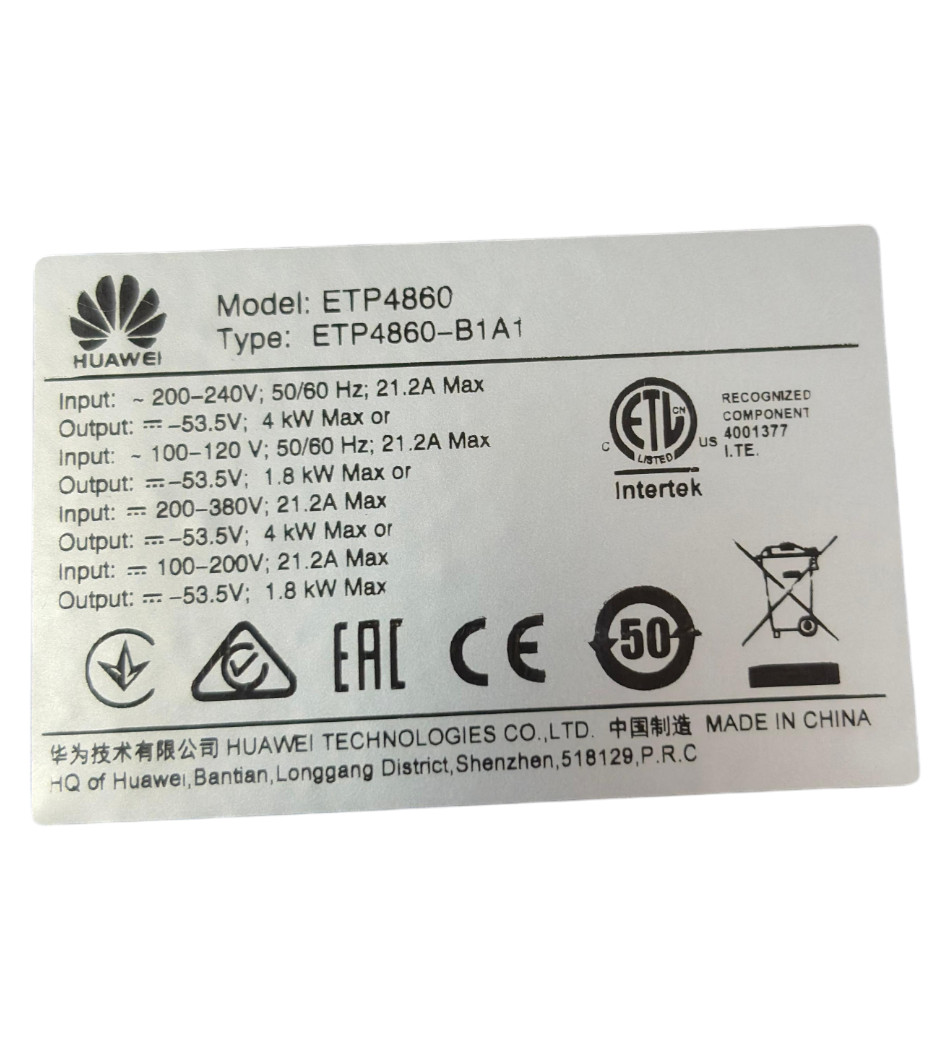 HUAWEI
Model: ETP4860
Type: ETP4860-B1A1
Input: ~ 200-240V; 50/60 Hz; 21.2A Max
Output: ⎓ -53.5V; 4 kW Max or
Input: ~ 100-120 V; 50/60 Hz; 21.2A Max
Output: ⎓ -53.5V; 1.8 kW Max or
Input: ⎓ 200-380V; 21.2A Max
Output: ⎓ -53.5V; 4 kW Max or
Input: ⎓ 100-200V; 21.2A Max
Output: ⎓ -53.5V; 1.8 kW Max
C ETL CN US
LISTED
Intertek
RECOGNIZED
COMPONENT
4001377
I.TE.
EAC CE 50
华为技术有限公司 HUAWEI TECHNOLOGIES CO.,LTD. 中国制造 MADE IN CHINA
HQ of Huawei,Bantian,Longgang District,Shenzhen,518129,P.R.C